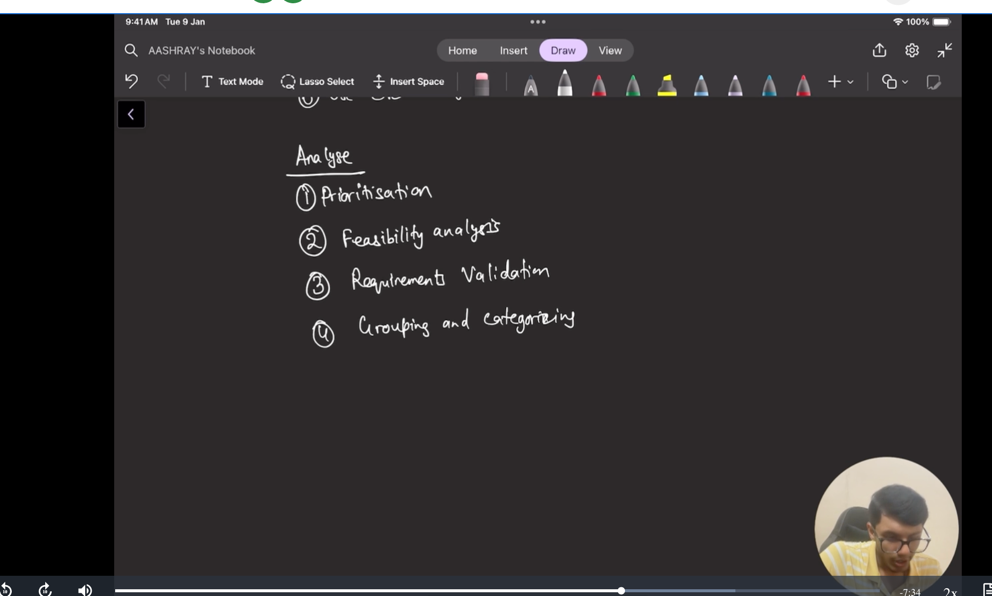 9:41 AM Tue 9 Jan
100%
AASHRAY's Notebook
Home Insert Draw View
Text Mode Lasso Select Insert Space
Analyse
① Prioritisation
② Feasibility analysis
③ Requirements Validation
④ Grouping and categorizing
-7:34 2x